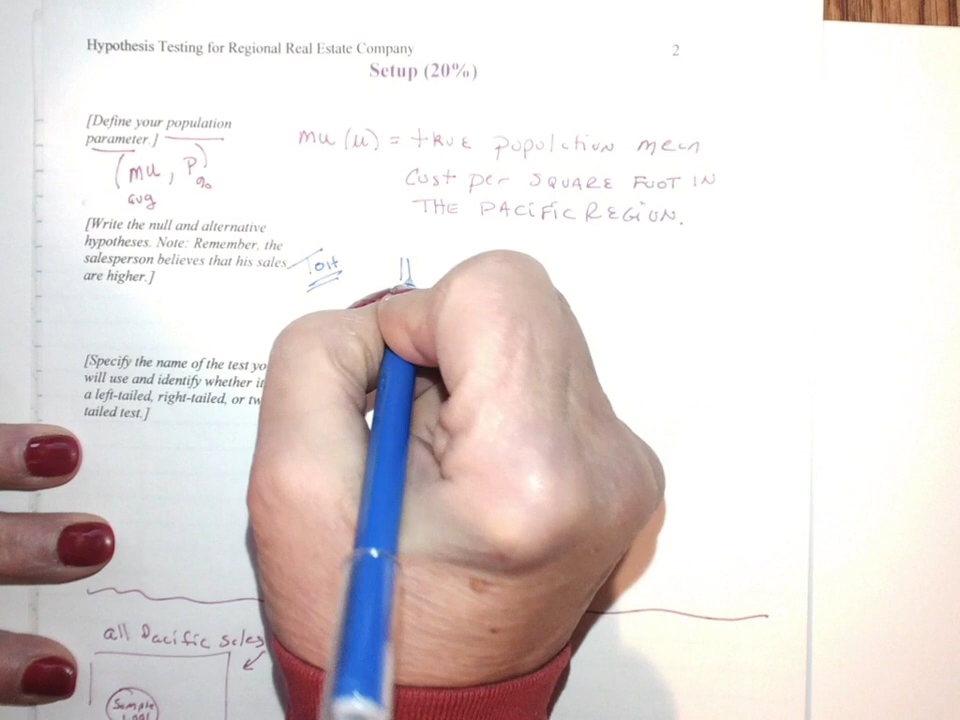 Hypothesis Testing for Regional Real Estate Company 2
Setup (20%)
[Define your population
parameter.]
mu (u) = tRUE population mean
Cost per SQUARE FOOT IN
THE PACIFIC REGION.
(mu, P)
avg %
[Write the null and alternative
hypotheses. Note: Remember, the
salesperson believes that his sales
are higher.]
[Specify the name of the test yo
will use and identify whether it
a left-tailed, right-tailed, or tw
tailed test.]
all Pacific sales
Sample
1,001